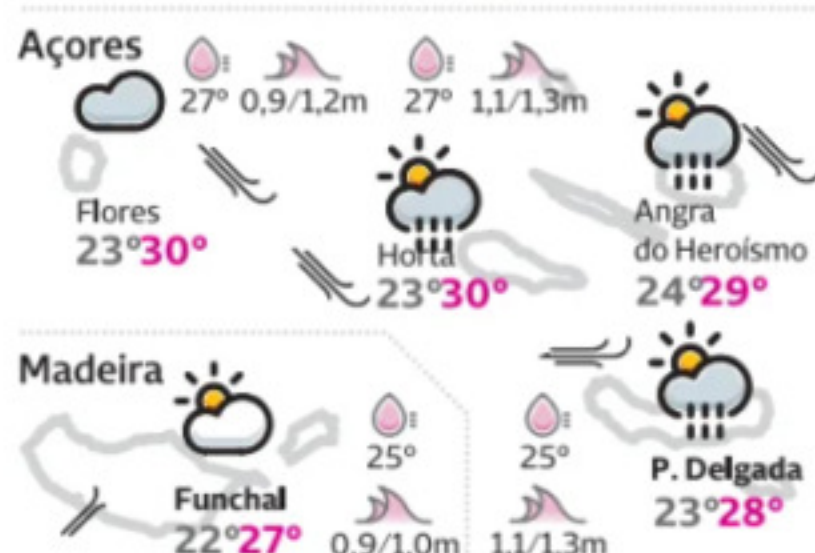 Açores
27° 0,9/1,2m 27° 1,1/1,3m
Flores
23°30°
Horta
23°30°
Angra
do Heroísmo
24°29°
Madeira
25°
Funchal
22°27°
0,9/1,0m
25°
1,1/1,3m
P. Delgada
23°28°